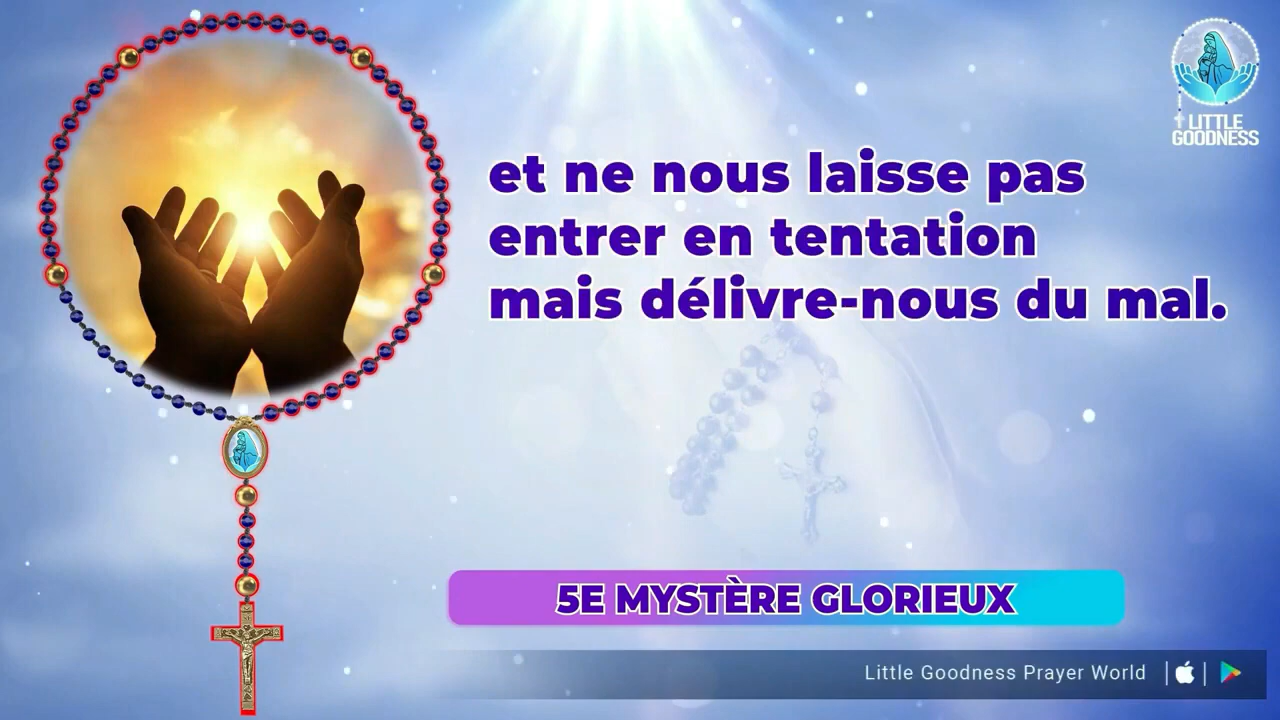 LITTLE
GOODNESS
et ne nous laisse pas
entrer en tentation
mais délivre-nous du mal.
5E MYSTÈRE GLORIEUX
Little Goodness Prayer World